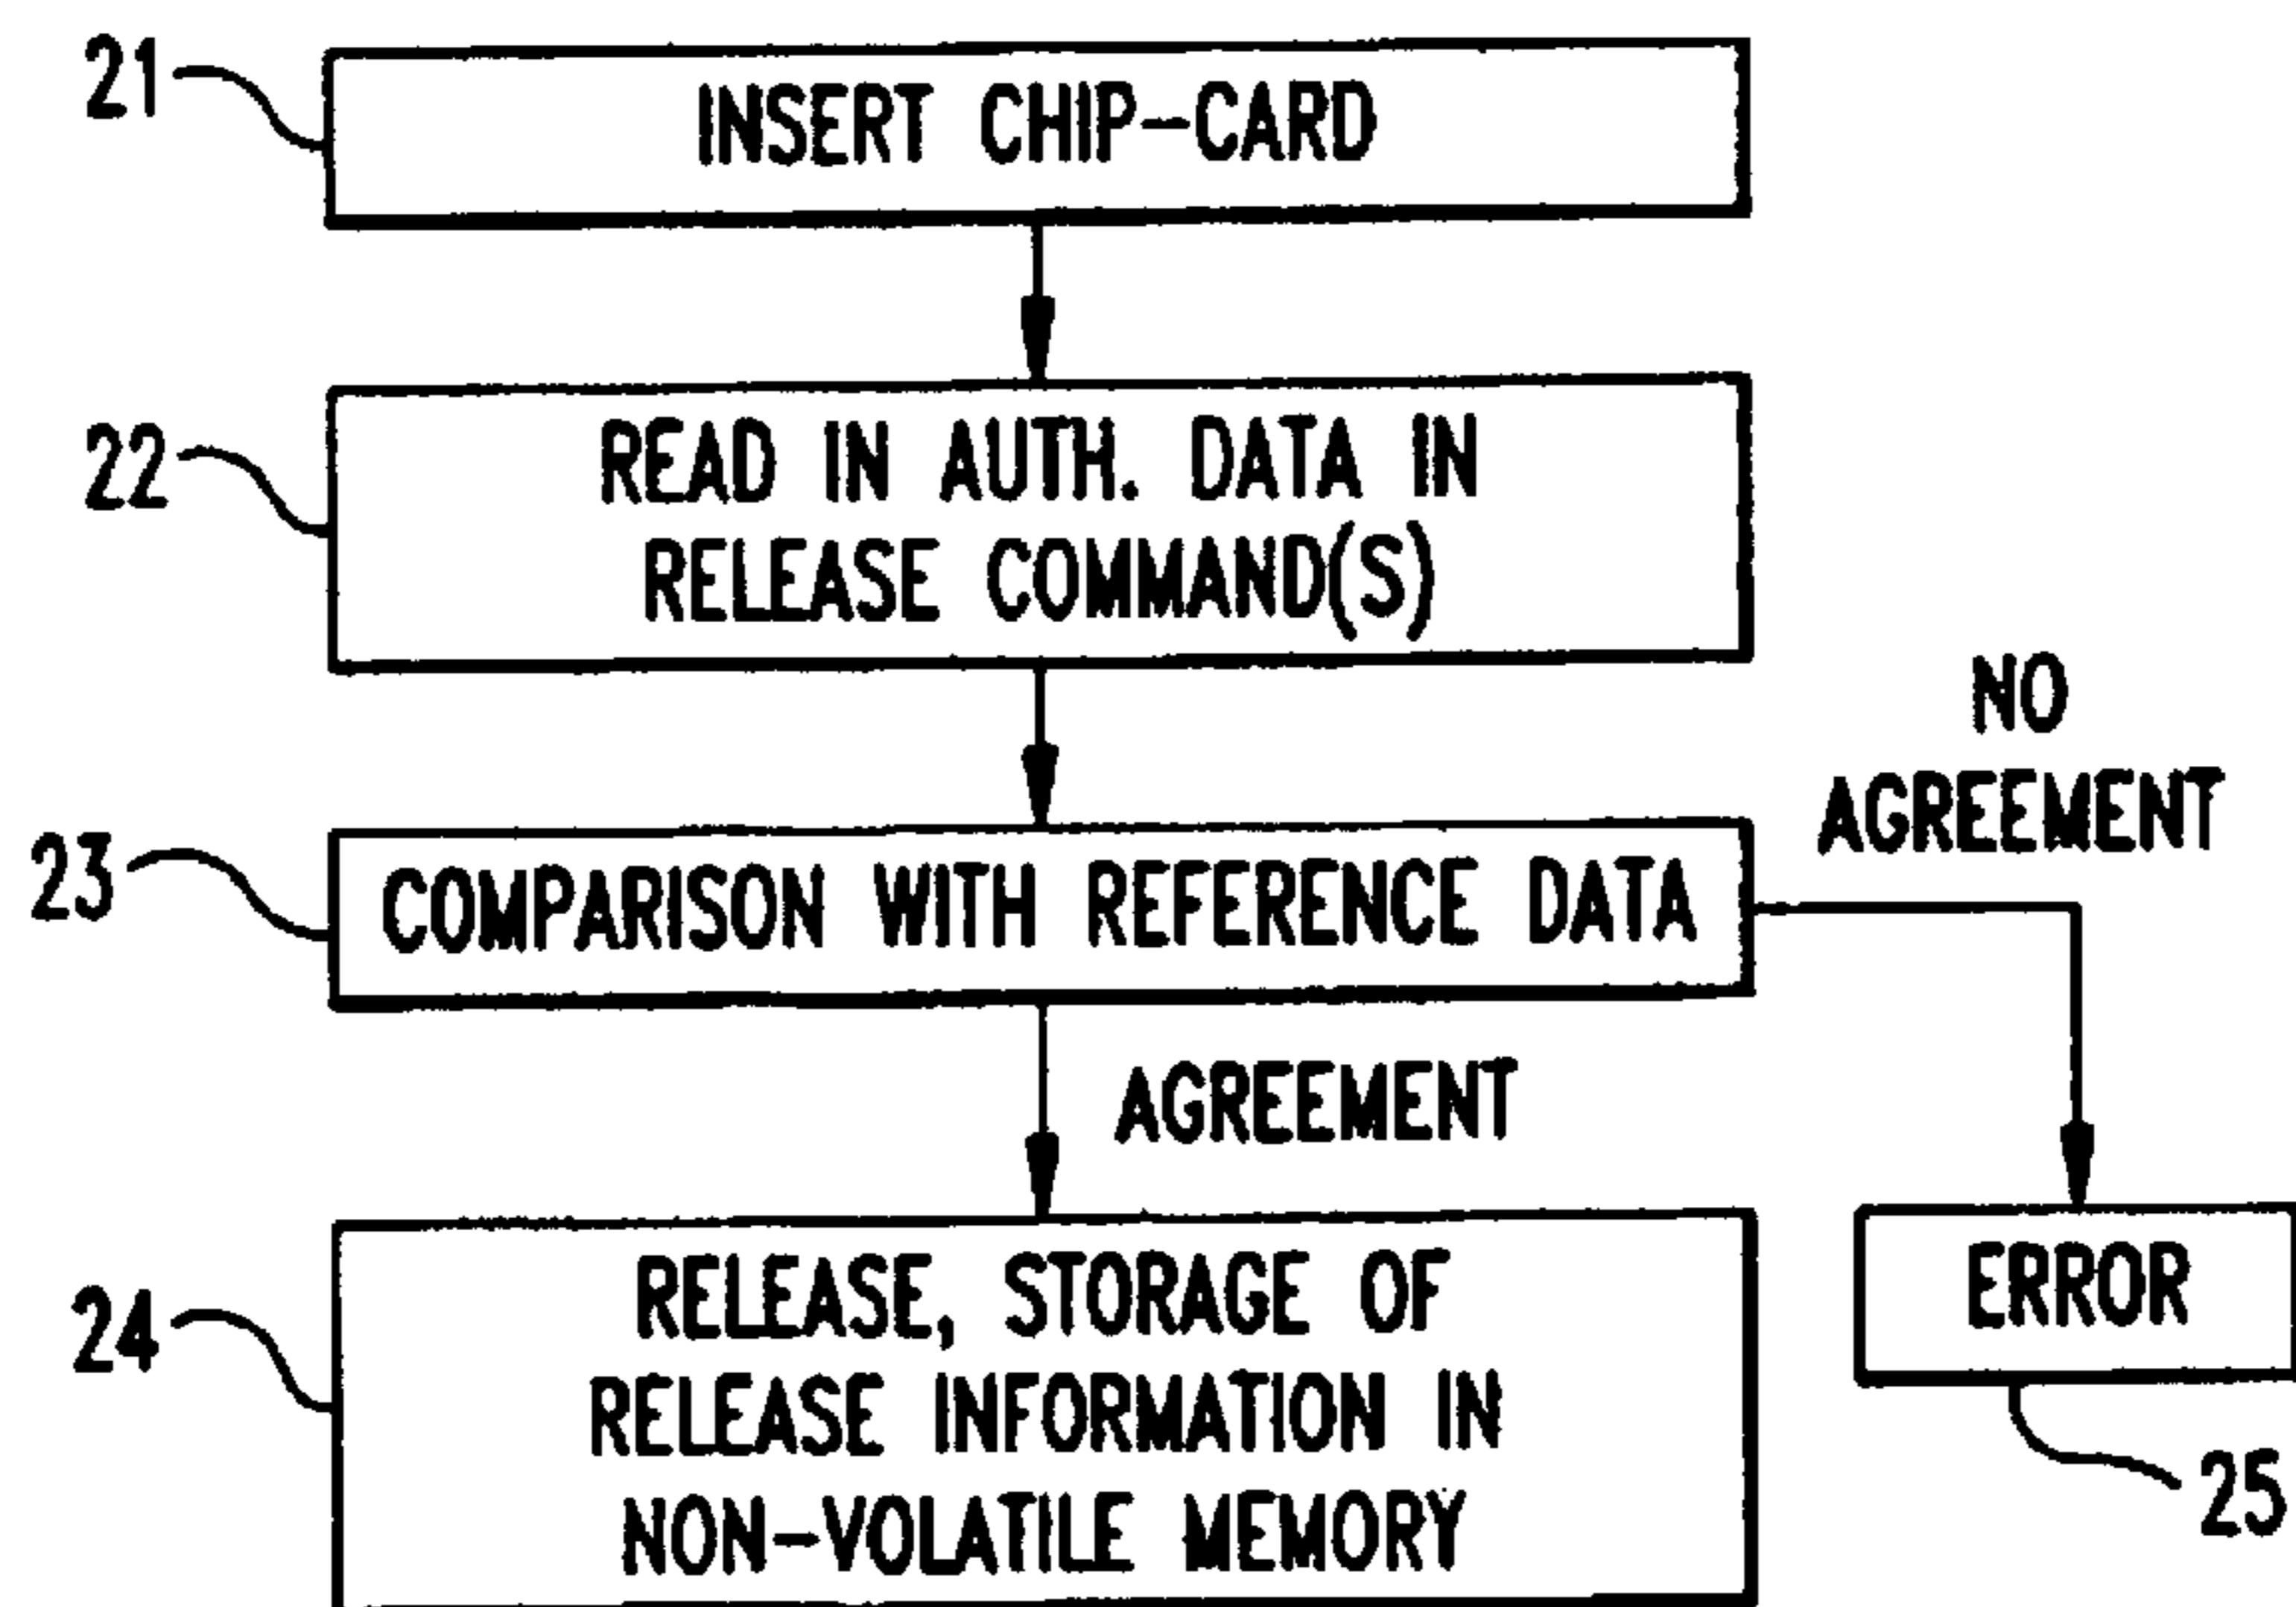 21
INSERT CHIP-CARD
22
READ IN AUTH. DATA IN
RELEASE COMMAND(S)
NO
AGREEMENT
23
COMPARISON WITH REFERENCE DATA
AGREEMENT
24
RELEASE, STORAGE OF
RELEASE INFORMATION IN
NON-VOLATILE MEMORY
ERROR
25